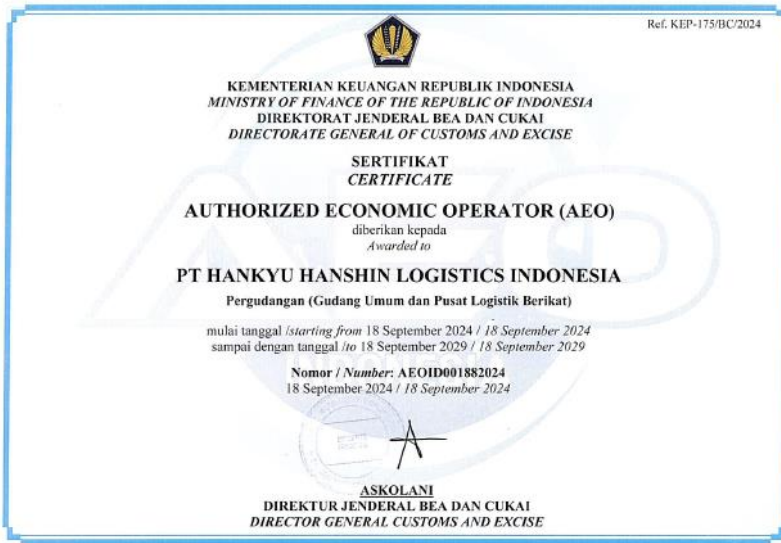 Ref. KEP-175/BC/2024
KEMENTERIAN KEUANGAN REPUBLIK INDONESIA
MINISTRY OF FINANCE OF THE REPUBLIC OF INDONESIA
DIREKTORAT JENDERAL BEA DAN CUKAI
DIRECTORATE GENERAL OF CUSTOMS AND EXCISE
SERTIFIKAT
CERTIFICATE
AUTHORIZED ECONOMIC OPERATOR (AEO)
diberikan kepada
Awarded to
PT HANKYU HANSHIN LOGISTICS INDONESIA
Pergudangan (Gudang Umum dan Pusat Logistik Berikat)
mulai tanggal /starting from 18 September 2024 / 18 September 2024
sampai dengan tanggal /to 18 September 2029 / 18 September 2029
INDONESIA
Nomor / Number: AEOID001882024
18 September 2024 / 18 September 2024
ASKOLANI
DIREKTUR JENDERAL BEA DAN CUKAI
DIRECTOR GENERAL CUSTOMS AND EXCISE
AEO